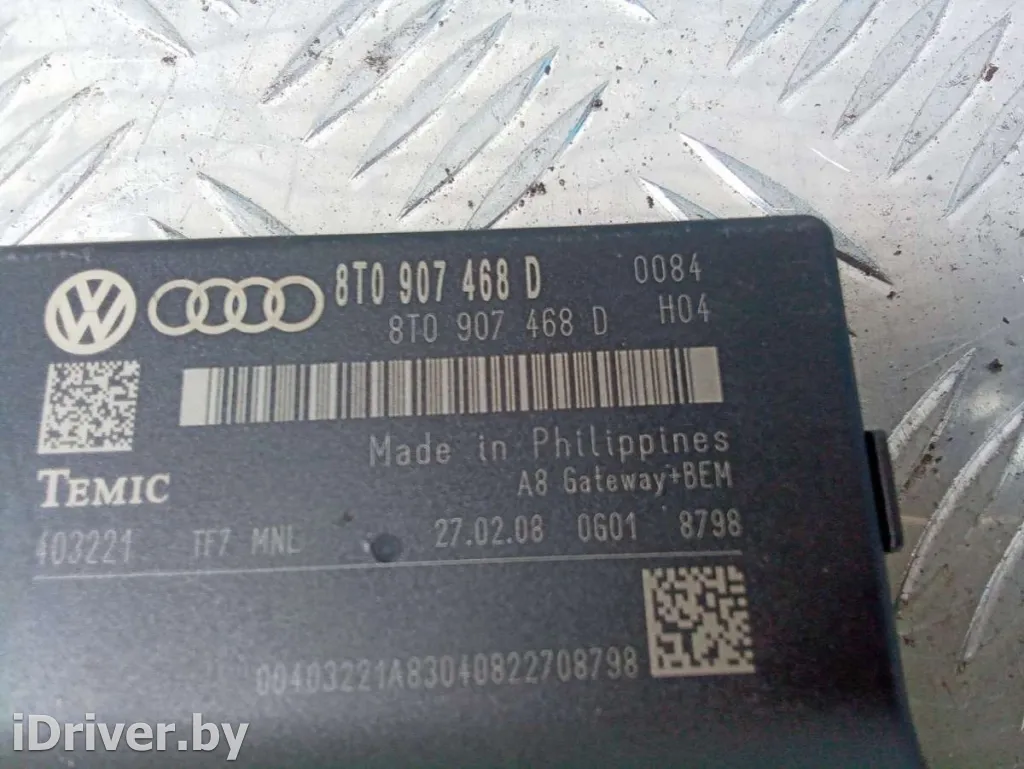 8T0 907 468 D 0084
8T0 907 468 D H04
Made in Philippines
TEMIC A8 Gateway+BEM
403221 TF7 MNL 27.02.08 0601 8798
00403221A83040822708798
iDriver.by